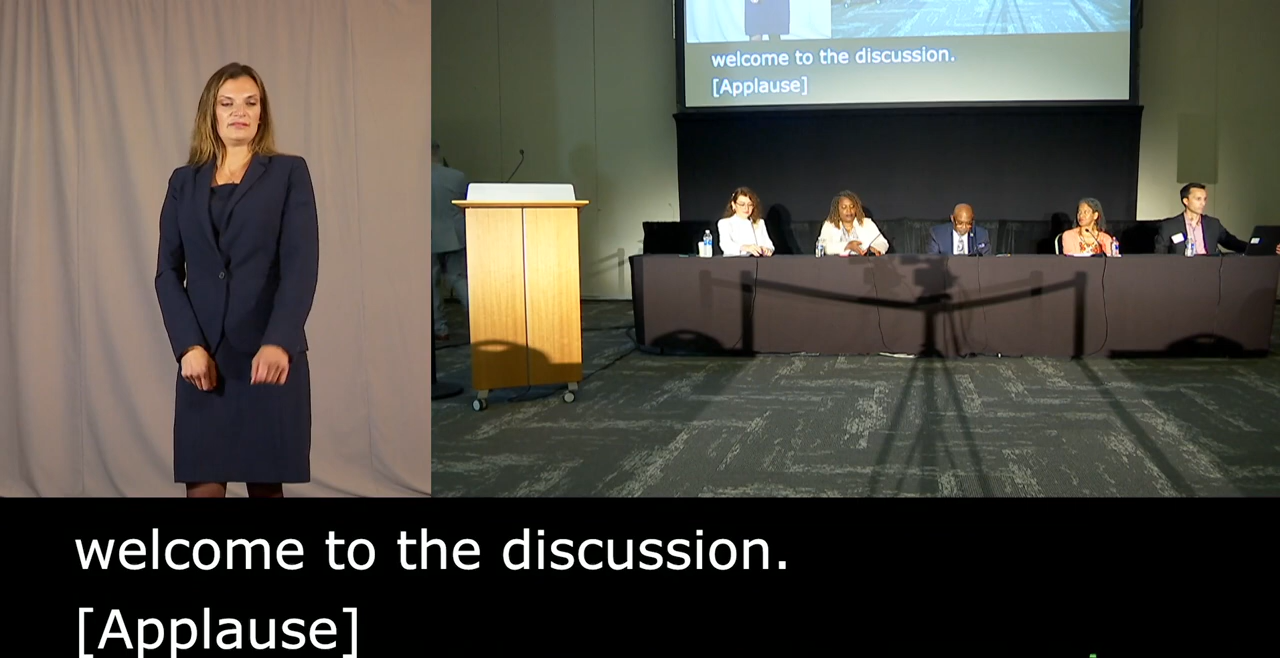 welcome to the discussion.
[Applause]
welcome to the discussion.
[Applause]